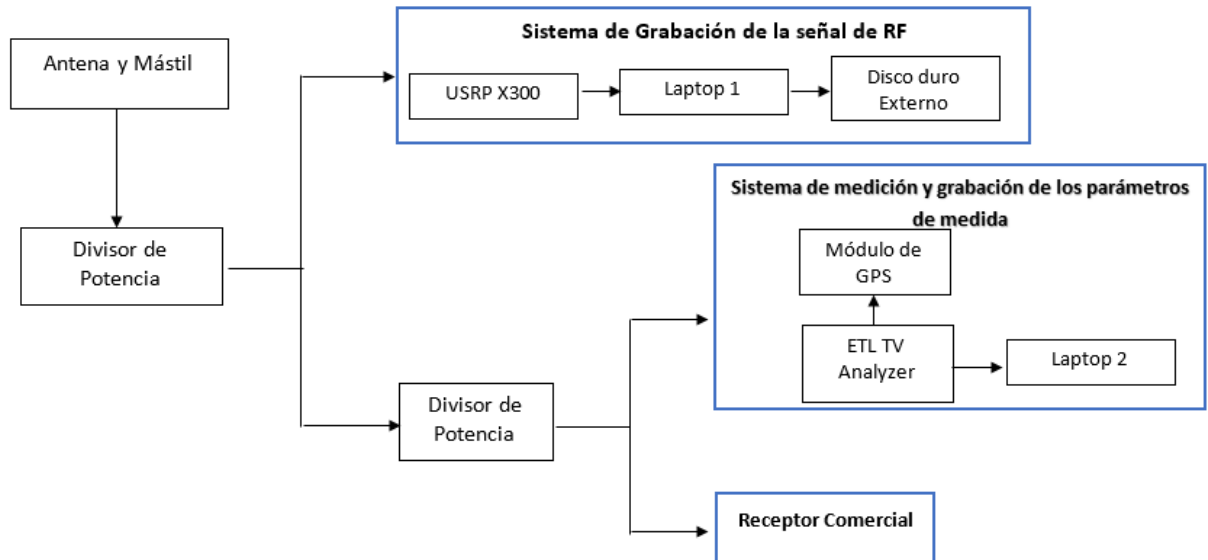 Antena y Mástil
Sistema de Grabación de la señal de RF
USRP X300
Laptop 1
Disco duro
Externo
Divisor de
Potencia
Sistema de medición y grabación de los parámetros
de medida
Módulo de
GPS
ETL TV
Analyzer
Laptop 2
Divisor de
Potencia
Receptor Comercial